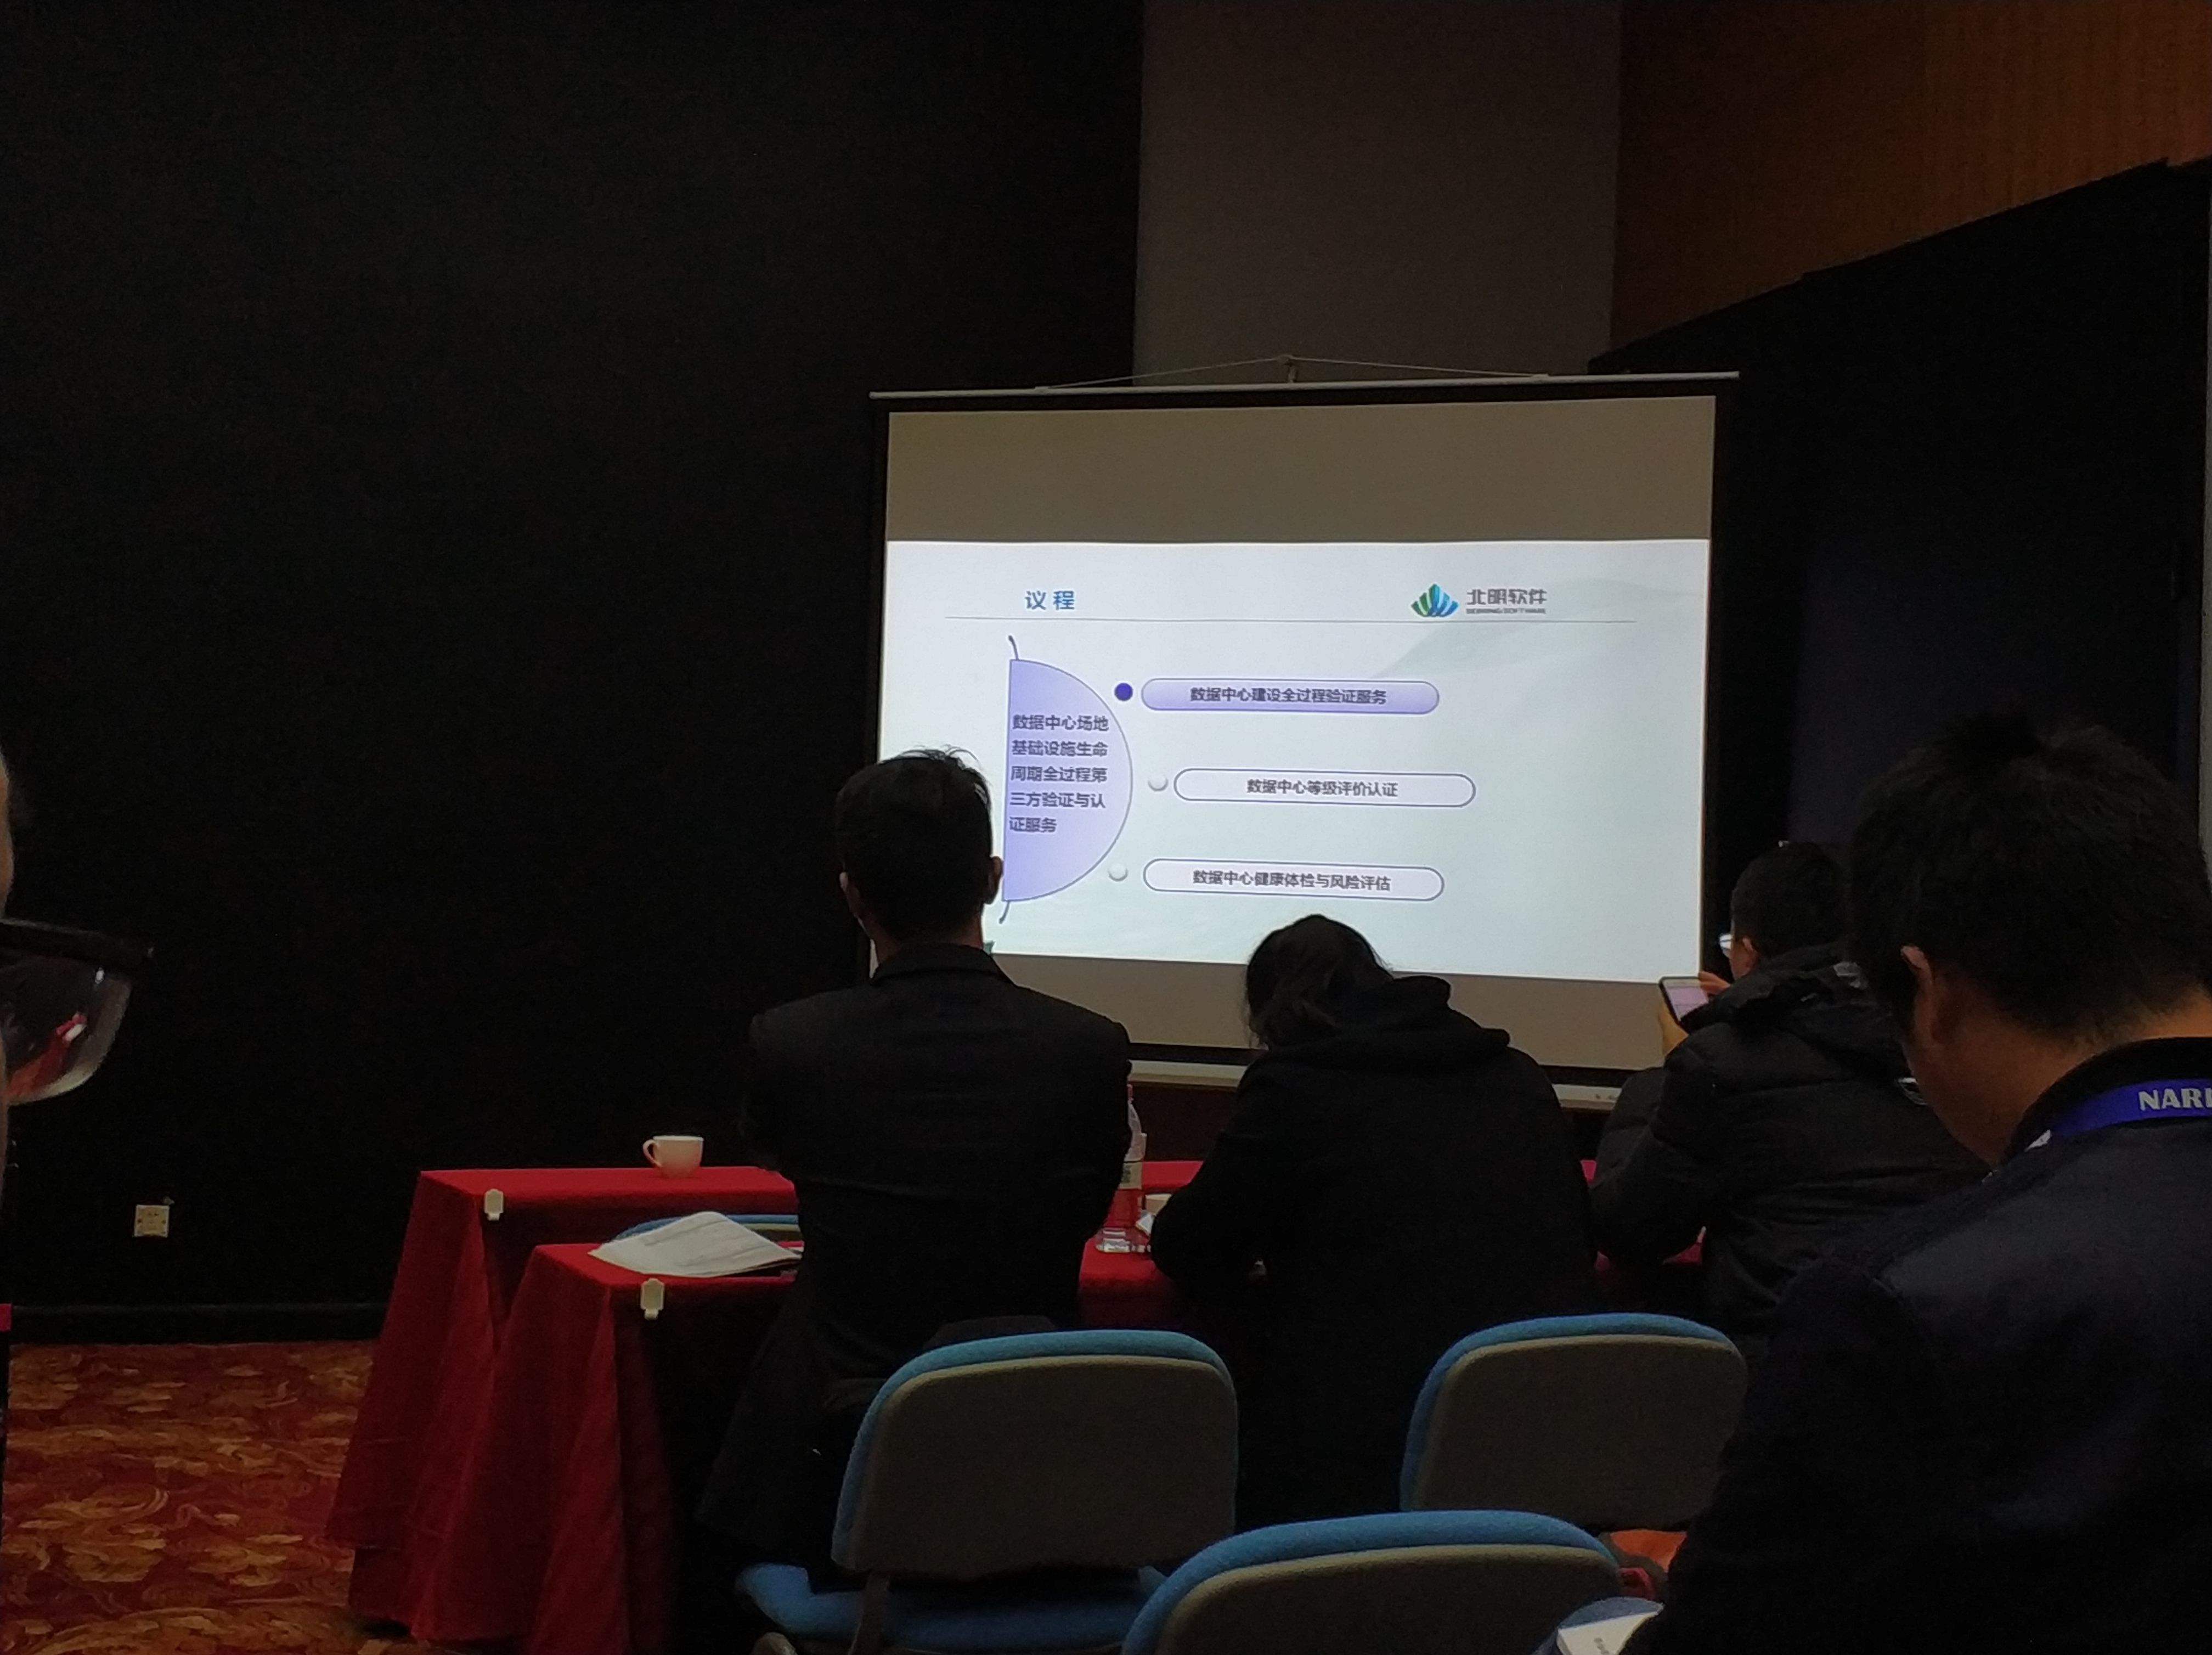 议程
北明软件
BEIMING SOFTWARE
数据中心场地
基础设施生命
周期全过程第
三方验证与认
证服务
数据中心建设全过程验证服务
数据中心等级评价认证
数据中心健康体检与风险评估